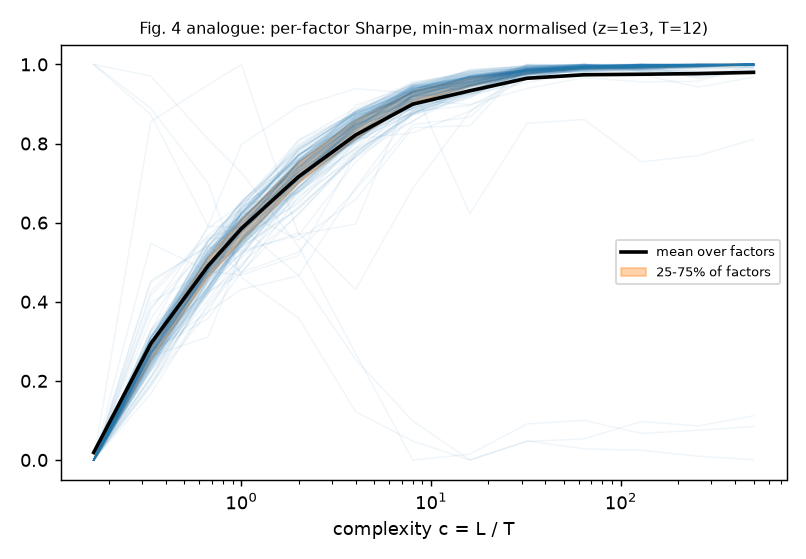 Fig. 4 analogue: per-factor Sharpe, min-max normalised (z=1e3, T=12)
1.0
0.8
0.6
0.4
0.2
0.0
mean over factors
25-75% of factors
10⁰
10¹
10²
complexity c = L / T